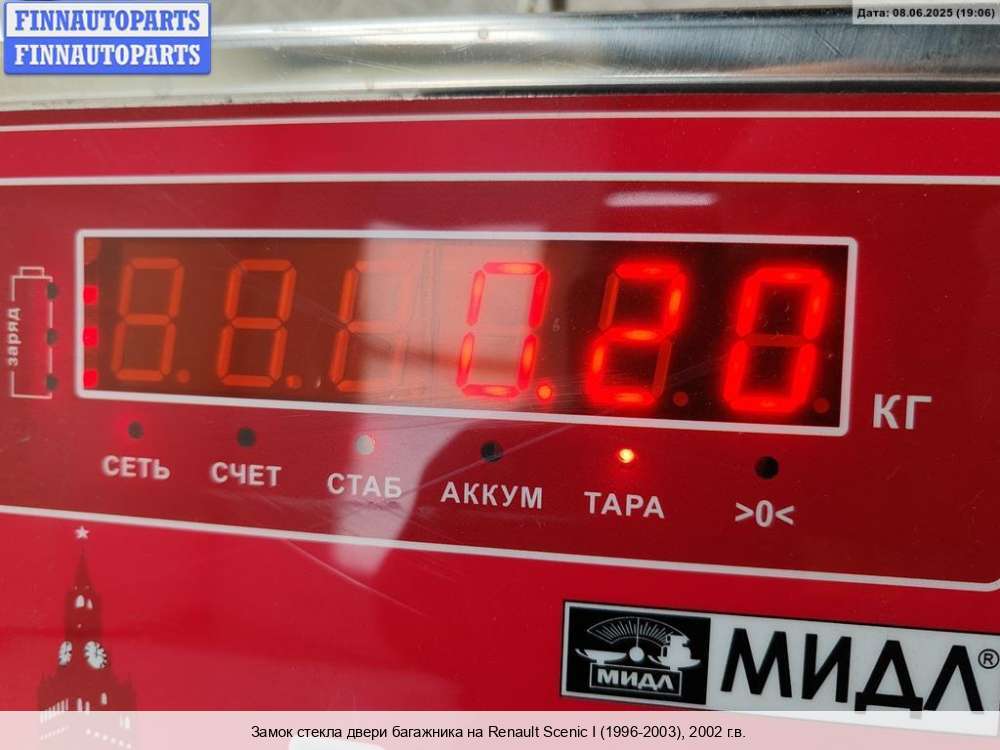 FINNAUTOPARTS
FINNAUTOPARTS
Дата: 08.06.2025 (19:06)
заряд
0.20
КГ
СЕТЬ СЧЕТ СТАБ АККУМ ТАРА >0<
МИДЛ
МИДЛ®
Замок стекла двери багажника на Renault Scenic I (1996-2003), 2002 г.в.